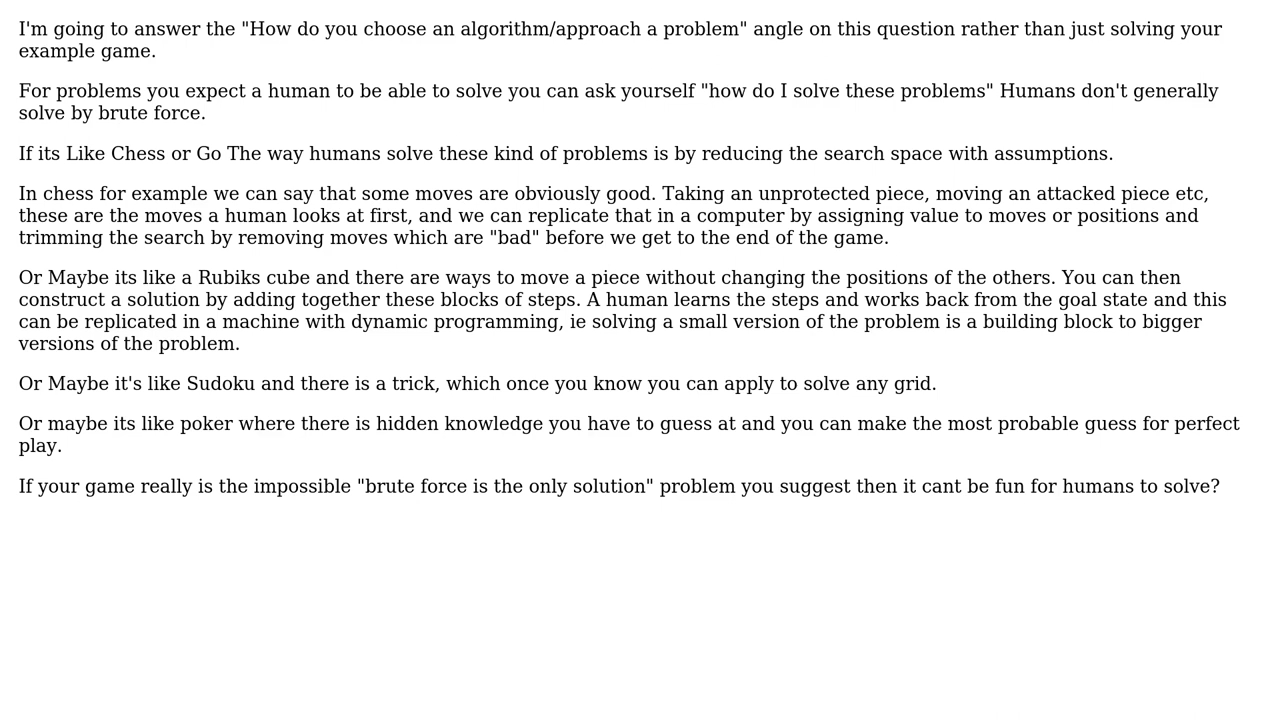 I'm going to answer the "How do you choose an algorithm/approach a problem" angle on this question rather than just solving your
example game.
For problems you expect a human to be able to solve you can ask yourself "how do I solve these problems" Humans don't generally
solve by brute force.
If its Like Chess or Go The way humans solve these kind of problems is by reducing the search space with assumptions.
In chess for example we can say that some moves are obviously good. Taking an unprotected piece, moving an attacked piece etc,
these are the moves a human looks at first, and we can replicate that in a computer by assigning value to moves or positions and
trimming the search by removing moves which are "bad" before we get to the end of the game.
Or Maybe its like a Rubiks cube and there are ways to move a piece without changing the positions of the others. You can then
construct a solution by adding together these blocks of steps. A human learns the steps and works back from the goal state and this
can be replicated in a machine with dynamic programming, ie solving a small version of the problem is a building block to bigger
versions of the problem.
Or Maybe it's like Sudoku and there is a trick, which once you know you can apply to solve any grid.
Or maybe its like poker where there is hidden knowledge you have to guess at and you can make the most probable guess for perfect
play.
If your game really is the impossible "brute force is the only solution" problem you suggest then it cant be fun for humans to solve?